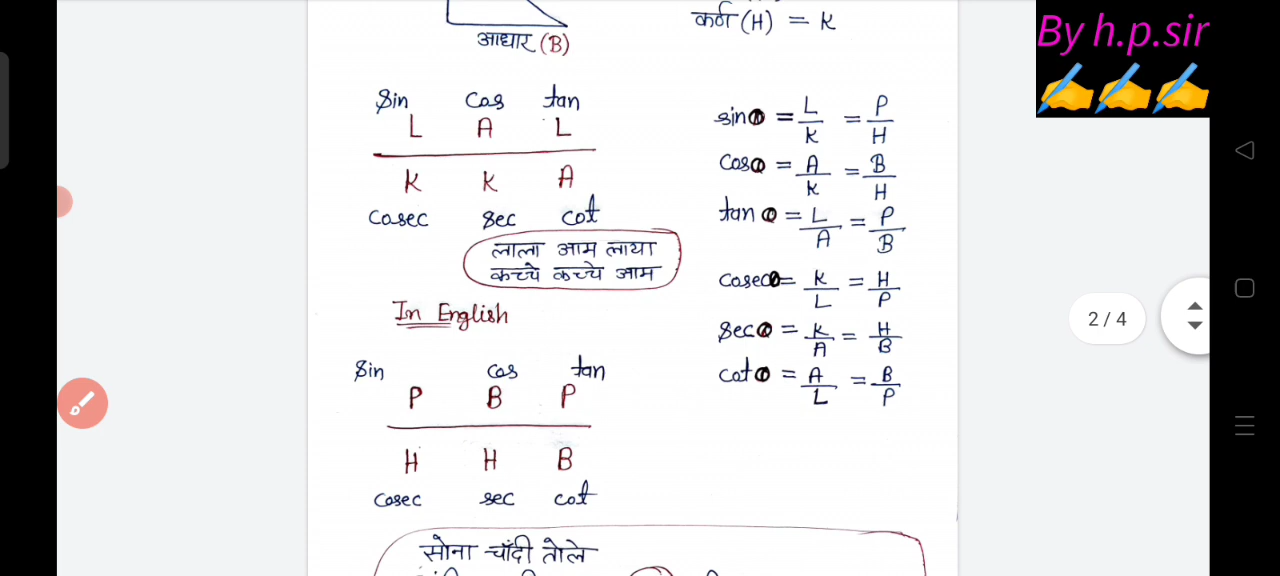 कर्ण (H) = K
By h.p.sir
आधार (B)
sin cos tan
L A L
K K A
cosec sec cot
लाला आम लाया
कच्चे कच्चे आम
sinθ = L/K = P/H
cosθ = A/K = B/H
tanθ = L/A = P/B
cosecθ = K/L = H/P
secθ = K/A = H/B
cotθ = A/L = B/P
In English
sin cos tan
P B P
H H B
cosec sec cot
सोना चाँदी तोले
2 / 4